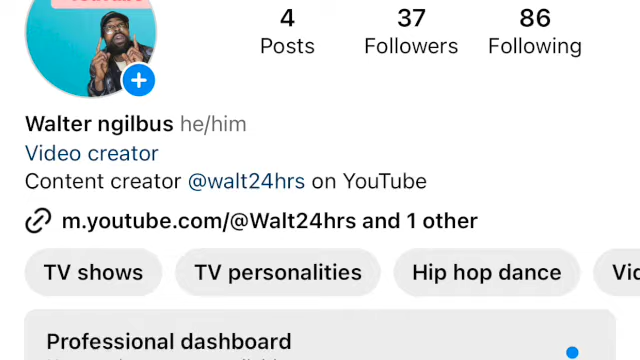 4 37 86
Posts Followers Following
Walter ngilbus he/him
Video creator
Content creator @walt24hrs on YouTube
m.youtube.com/@Walt24hrs and 1 other
TV shows TV personalities Hip hop dance
Professional dashboard